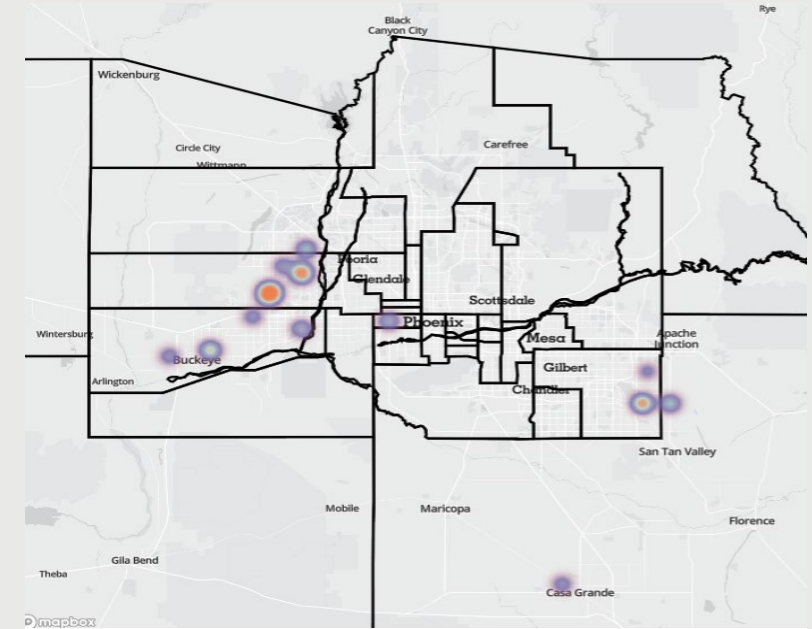 Rye
Black
Canyon City
Wickenburg
Circle City
Carefree
Wittmann
Peoria
Glendale
Scottsdale
Phoenix
Wintersburg
Mesa
Apache
Junction
Buckeye
Gilbert
Arlington
Chandler
San Tan Valley
Mobile
Maricopa
Florence
Gila Bend
Theba
Casa Grande
mapbox